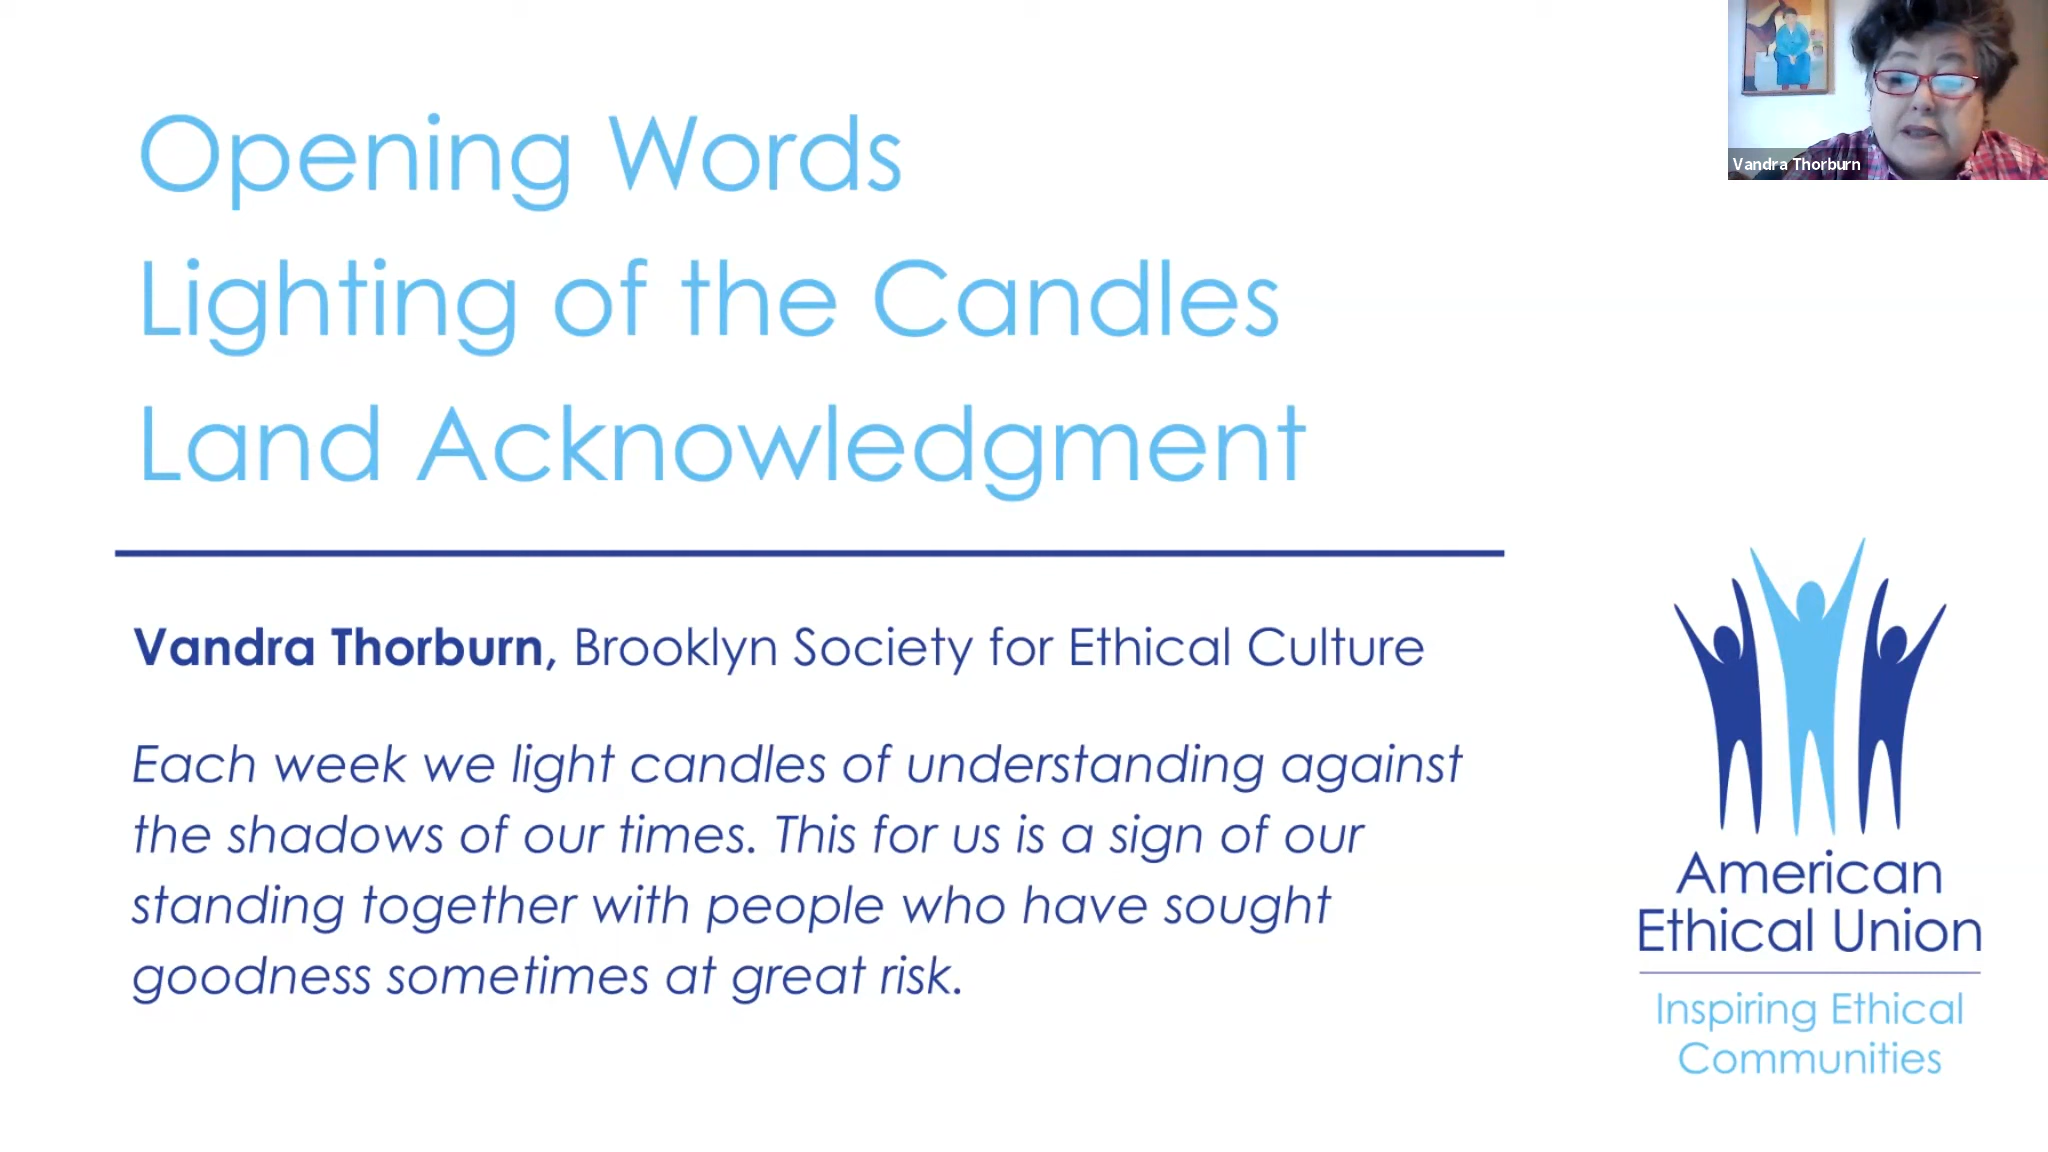 Opening Words
Lighting of the Candles
Land Acknowledgment
Vandra Thorburn, Brooklyn Society for Ethical Culture
Each week we light candles of understanding against
the shadows of our times. This for us is a sign of our
standing together with people who have sought
goodness sometimes at great risk.
Vandra Thorburn
American
Ethical Union
Inspiring Ethical
Communities